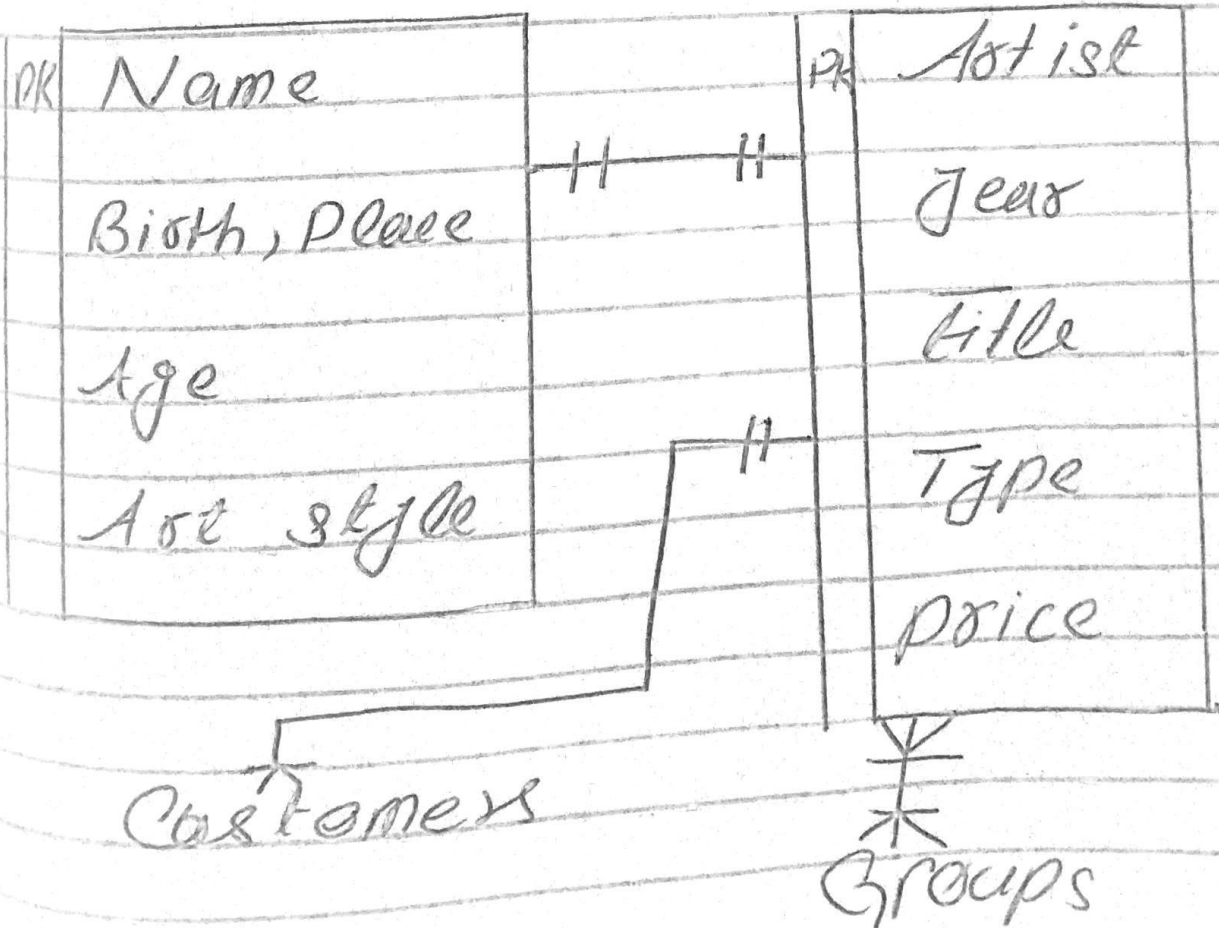 PK Name
Birth, Place
Age
Art style
PK Artist
Year
Title
Type
price
Customers
Groups